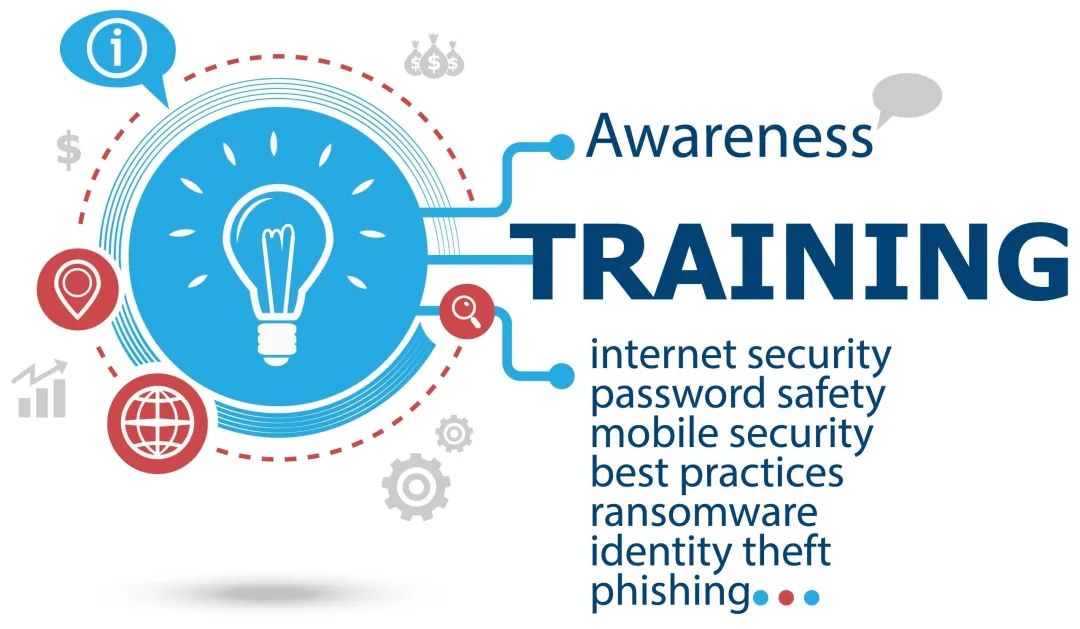 i
$
$ $ $
Awareness
TRAINING
internet security
password safety
mobile security
best practices
ransomware
identity theft
phishing...